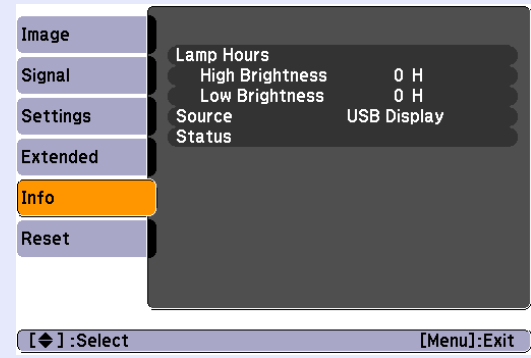 Image
Signal
Settings
Extended
Info
Reset
Lamp Hours
High Brightness 0 H
Low Brightness 0 H
Source USB Display
Status
[◆] :Select [Menu]:Exit